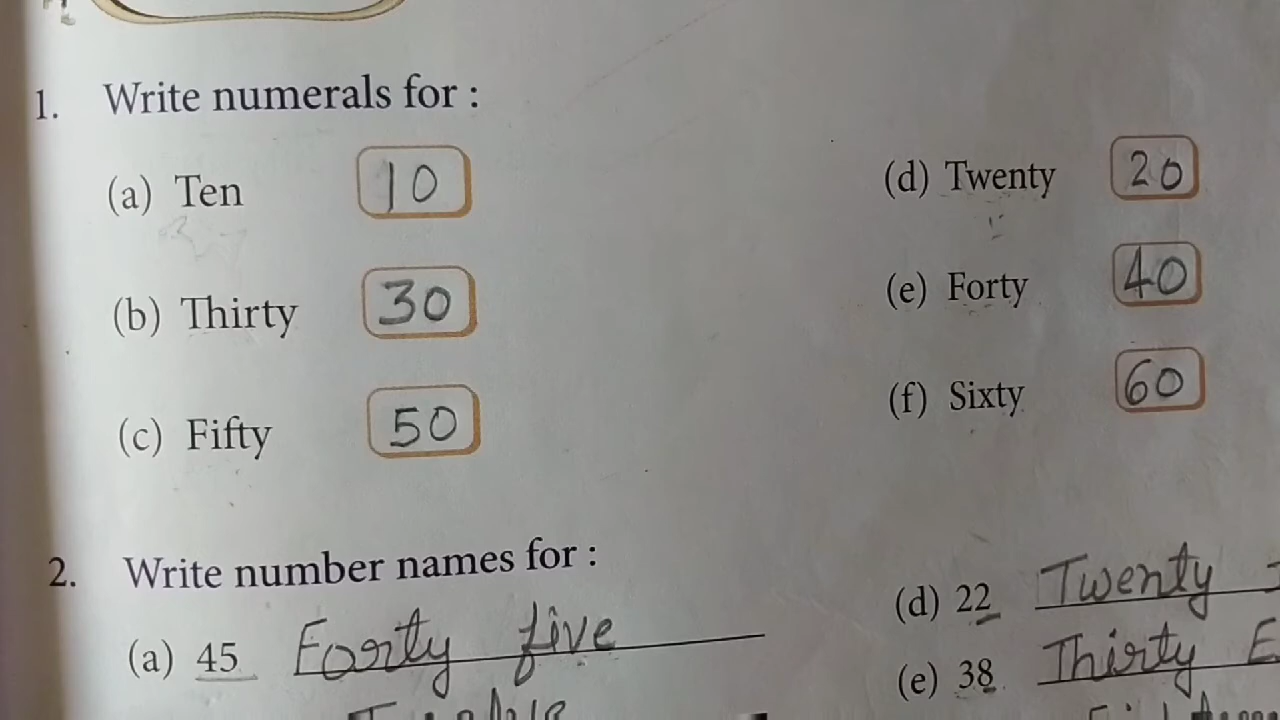 1. Write numerals for :
(a) Ten 10
(d) Twenty 20
(b) Thirty 30
(e) Forty 40
(c) Fifty 50
(f) Sixty 60
2. Write number names for :
(a) 45 Forty five
(d) 22 Twenty
(e) 38 Thirty